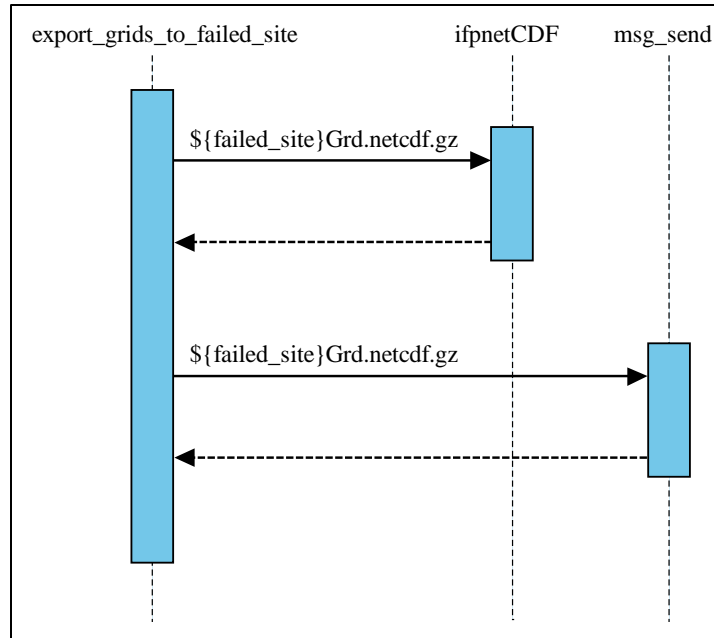 export_grids_to_failed_site
ifpnetCDF
msg_send
${failed_site}Grd.netcdf.gz
${failed_site}Grd.netcdf.gz